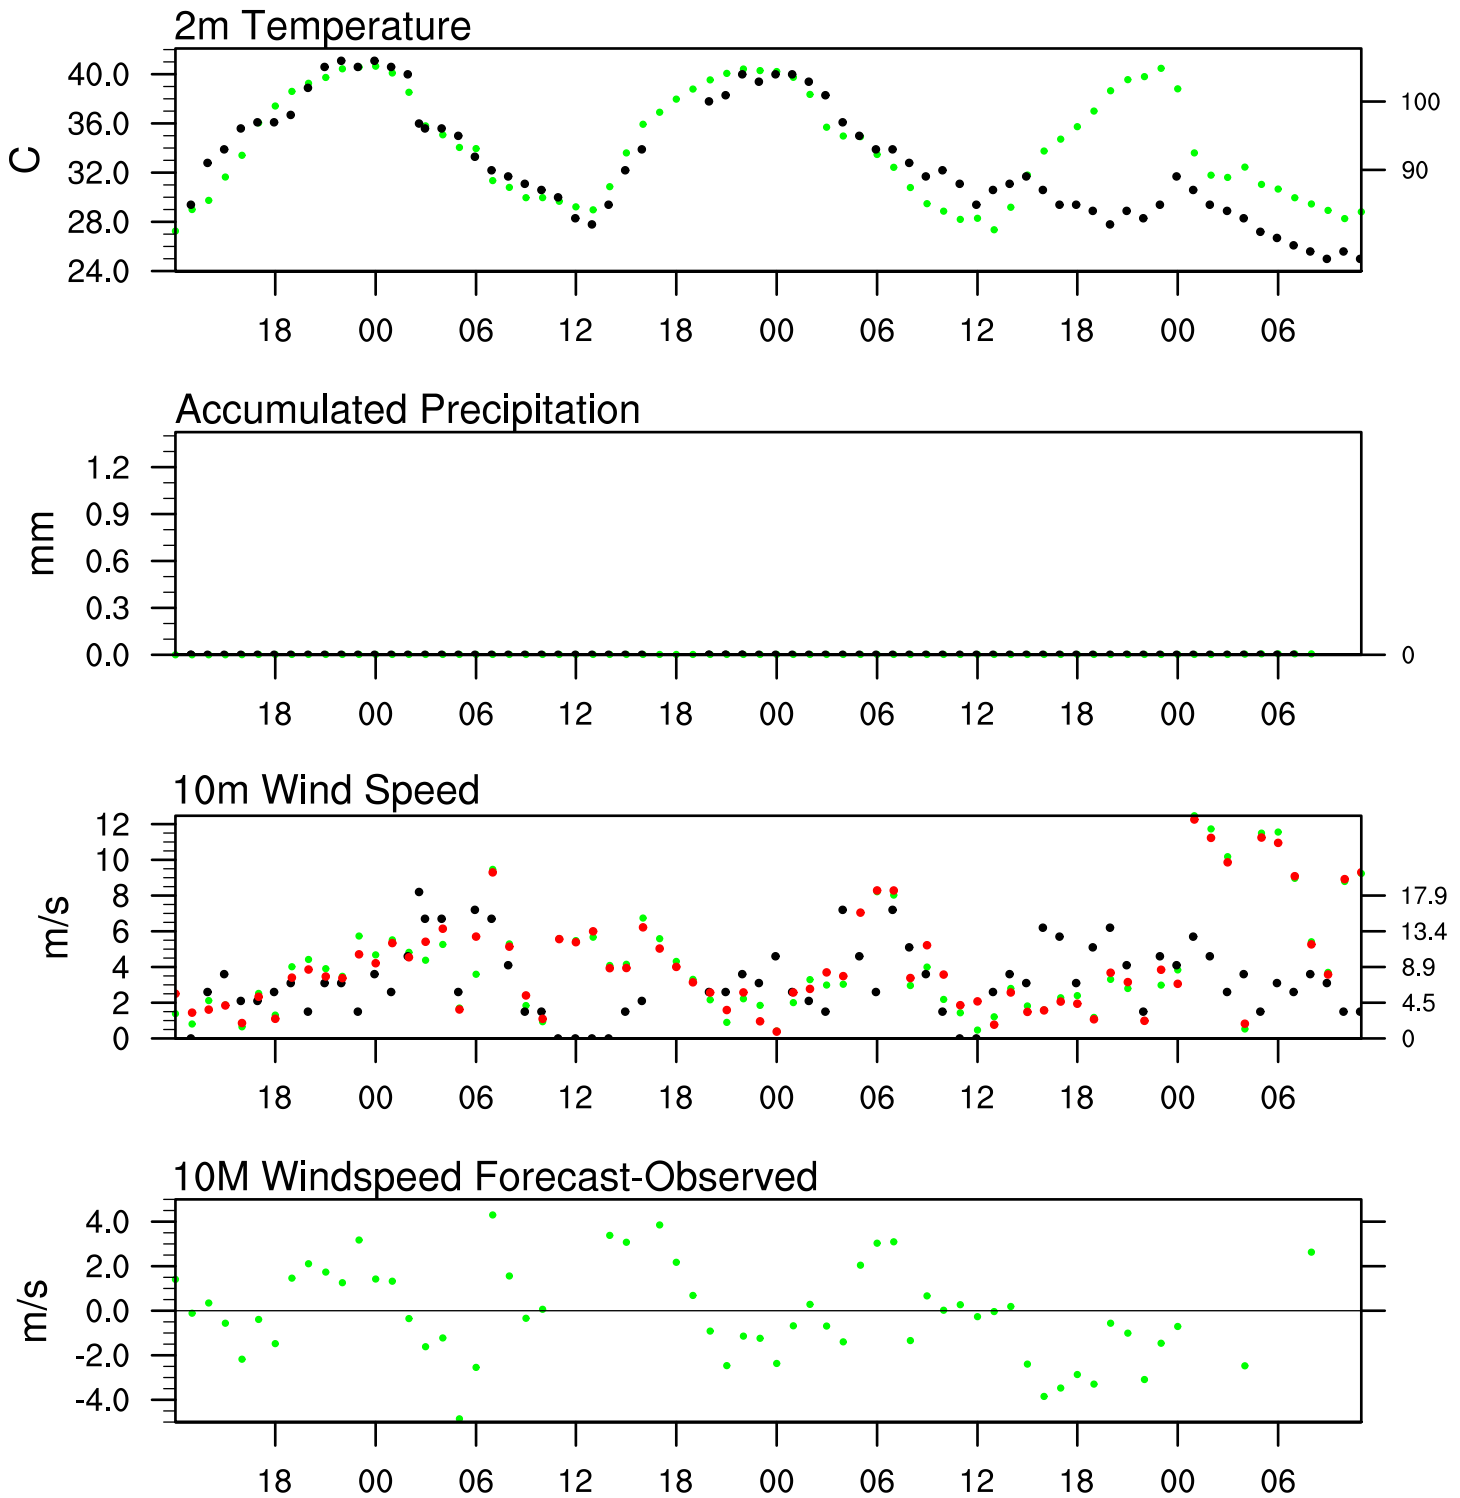 2m Temperature
40.0
36.0
32.0
28.0
24.0
C
100
90
18 00 06 12 18 00 06 12 18 00 06
Accumulated Precipitation
1.2
0.9
0.6
0.3
0.0
mm
0
18 00 06 12 18 00 06 12 18 00 06
10m Wind Speed
12
10
8
6
4
2
0
m/s
17.9
13.4
8.9
4.5
0
18 00 06 12 18 00 06 12 18 00 06
10M Windspeed Forecast-Observed
4.0
2.0
0.0
-2.0
-4.0
m/s
18 00 06 12 18 00 06 12 18 00 06